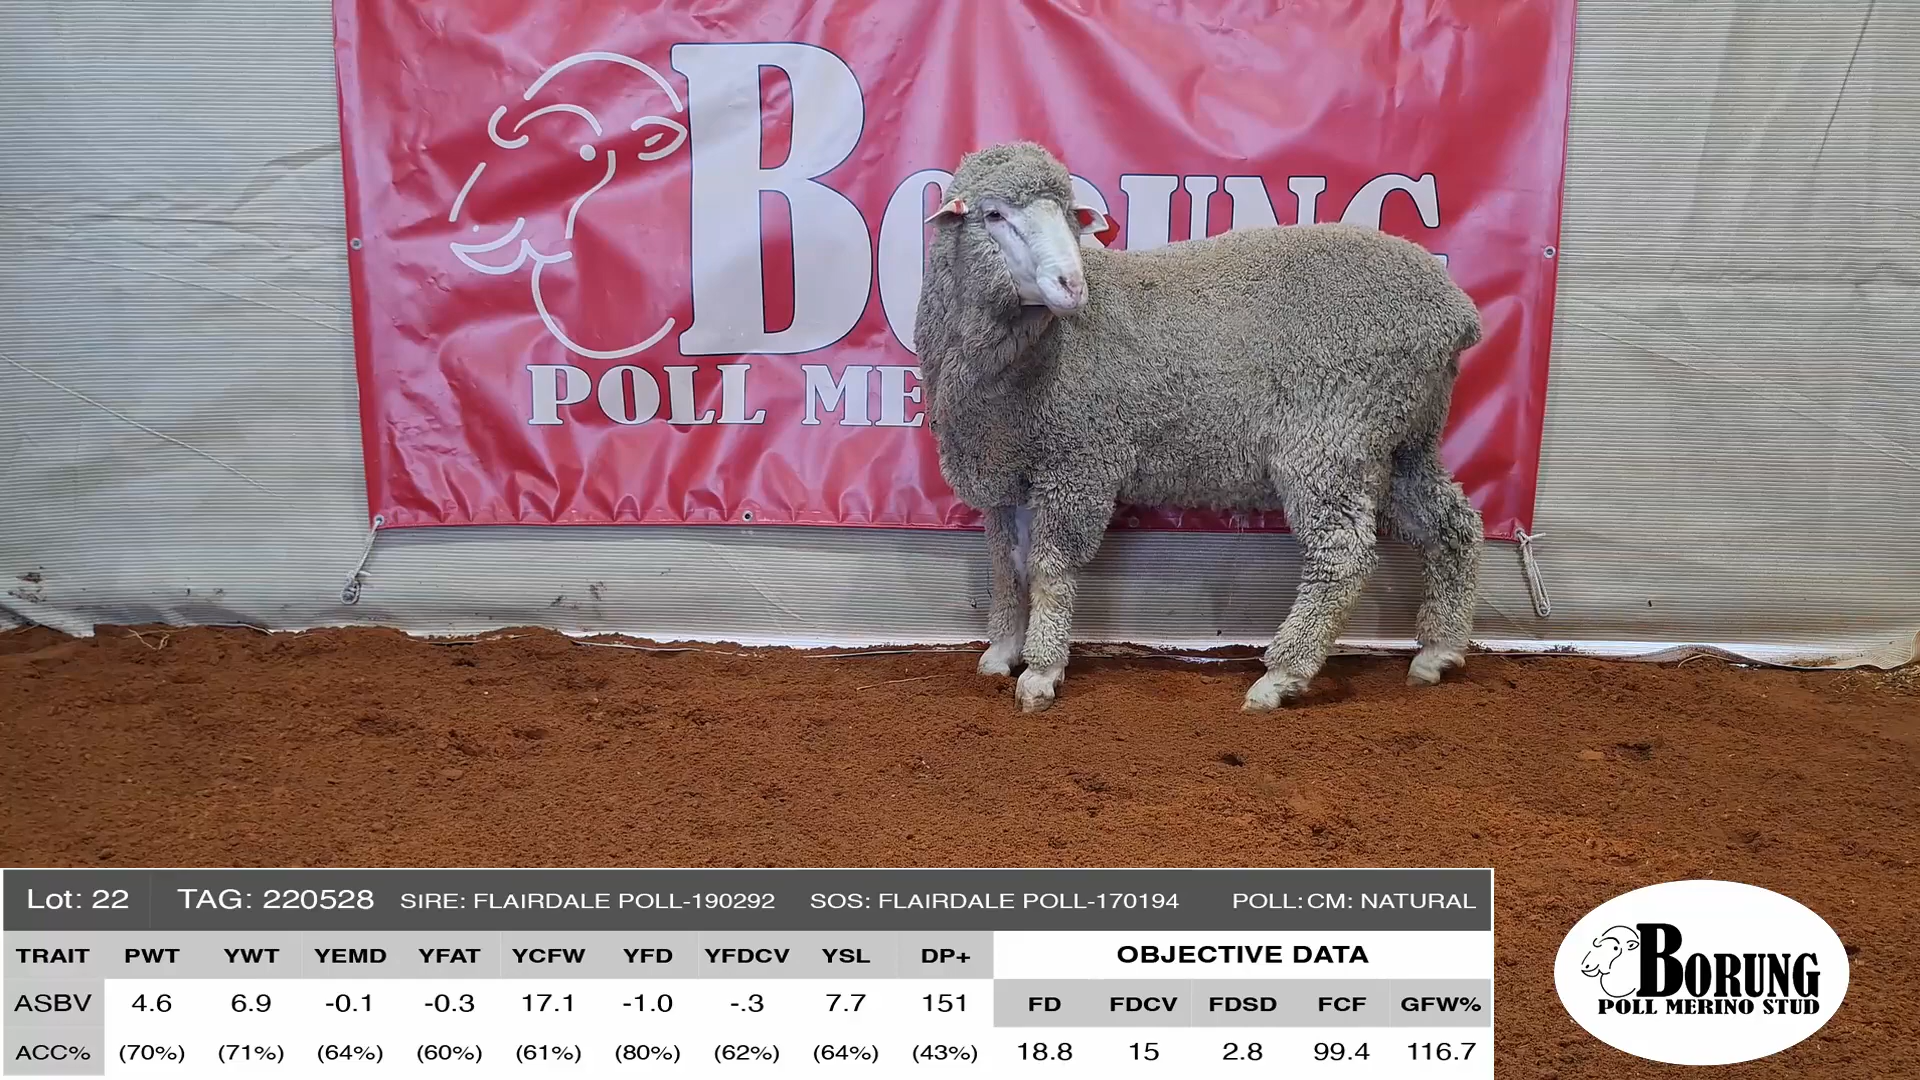 BORUNG
POLL ME
Lot: 22 TAG: 220528 SIRE: FLAIRDALE POLL-190292 SOS: FLAIRDALE POLL-170194 POLL:CM: NATURAL
TRAIT PWT YWT YEMD YFAT YCFW YFD YFDCV YSL DP+ OBJECTIVE DATA
ASBV 4.6 6.9 -0.1 -0.3 17.1 -1.0 -.3 7.7 151 FD FDCV FDSD FCF GFW%
ACC% (70%) (71%) (64%) (60%) (61%) (80%) (62%) (64%) (43%) 18.8 15 2.8 99.4 116.7
BORUNG
POLL MERINO STUD